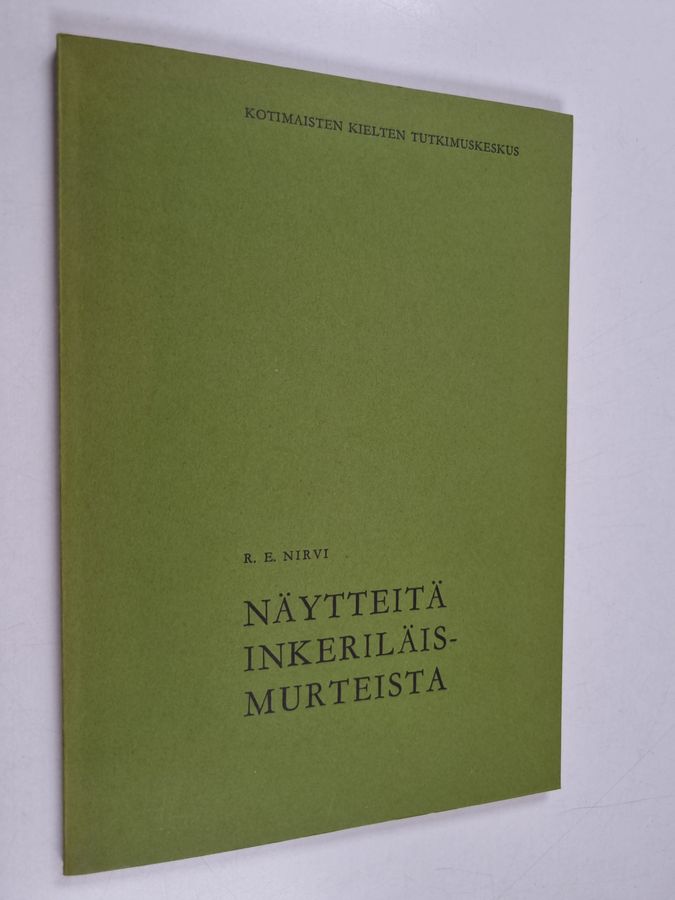 KOTIMAISTEN KIELTEN TUTKIMUSKESKUS
R. E. NIRVI
NÄYTTEITÄ
INKERILÄIS-
MURTEISTA